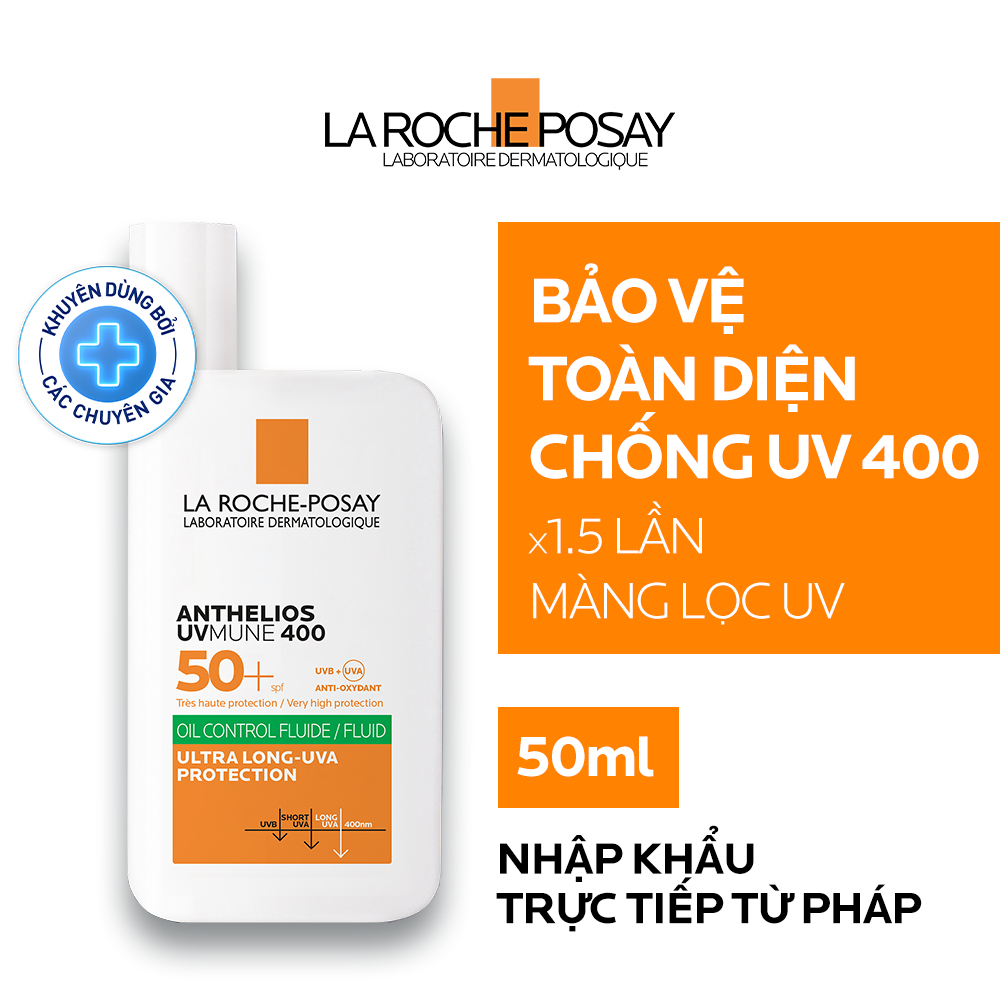 LA ROCHE POSAY
LABORATOIRE DERMATOLOGIQUE
KHUYÊN DÙNG BỞI
CÁC CHUYÊN GIA
LA ROCHE-POSAY
LABORATOIRE DERMATOLOGIQUE
ANTHELIOS
UVMUNE 400
50+ spf
UVB + UVA
ANTI-OXYDANT
Très haute protection / Very high protection
OIL CONTROL FLUIDE / FLUID
ULTRA LONG-UVA
PROTECTION
UVB
SHORT UVA
LONG UVA
400nm
BẢO VỆ
TOÀN DIỆN
CHỐNG UV 400
x1.5 LẦN
MÀNG LỌC UV
50ml
NHẬP KHẨU
TRỰC TIẾP TỪ PHÁP